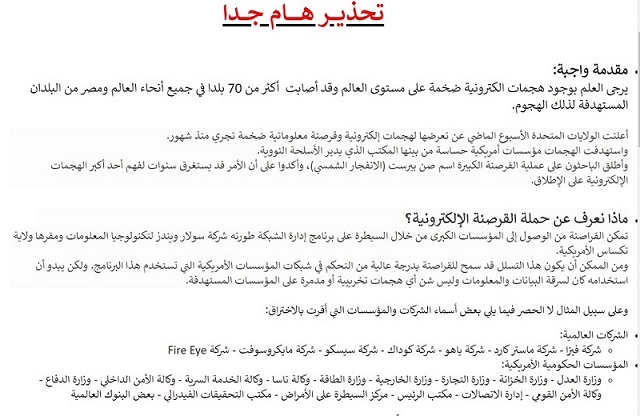 تحذيـر هـــام جـدا
مقدمة واجبة:
يرجى العلم بوجود هجمات الكترونية ضخمة على مستوى العالم وقد أصابت أكثر من 70 بلدا في جميع أنحاء العالم ومصر من البلدان
المستهدفة لذلك الهجوم.
أعلنت الولايات المتحدة الأسبوع الماضي عن تعرضها لهجمات إلكترونية وقرصنة معلوماتية ضخمة تجري منذ شهور.
واستهدفت الهجمات مؤسسات أمريكية حساسة من بينها المكتب الذي يدير الأسلحة النووية.
وأطلق الباحثون على عملية القرصنة الكبيرة اسم صن بيرست (الانفجار الشمسي)، وأكدوا على أن الأمر قد يستغرق سنوات لفهم أحد أكبر الهجمات
الإلكترونية على الإطلاق.
ماذا نعرف عن حملة القرصنة الإلكترونية؟
تمكن القراصنة من الوصول إلى المؤسسات الكبرى من خلال السيطرة على برنامج إدارة الشبكة طورته شركة سولار ويندز لتكنولوجيا المعلومات ومقرها ولاية
تكساس الأمريكية.
ومن الممكن أن يكون هذا التسلل قد سمح للقراصنة بدرجة عالية من التحكم في شبكات المؤسسات الأمريكية التي تستخدم هذا البرنامج. ولكن يبدو أن
استخدامه كان لسرقة البيانات والمعلومات وليس شن أي هجمات تخريبية أو مدمرة على المؤسسات المستهدفة.
وعلى سبيل المثال لا الحصر فيما يلي بعض أسماء الشركات والمؤسسات التي أقرت بالاختراق:
الشركات العالمية:
شركة فيزا - شركة ماستر كارد - شركة ياهو - شركة كوداك - شركة سيسكو - شركة مايكروسوفت - شركة Fire Eye
المؤسسات الحكومية الأمريكية:
وزارة العدل - وزارة الخزانة - وزارة التجارة - وزارة الخارجية - وزارة الطاقة - وكالة ناسا - وكالة الخدمة السرية - وكالة الأمن الداخلي - وزارة الدفاع -
وكالة الأمن القومي - إدارة الاتصالات - مكتب الرئيس - مركز السيطرة على الأمراض - مكتب التحقيقات الفيدرالي - بعض البنوك العالمية